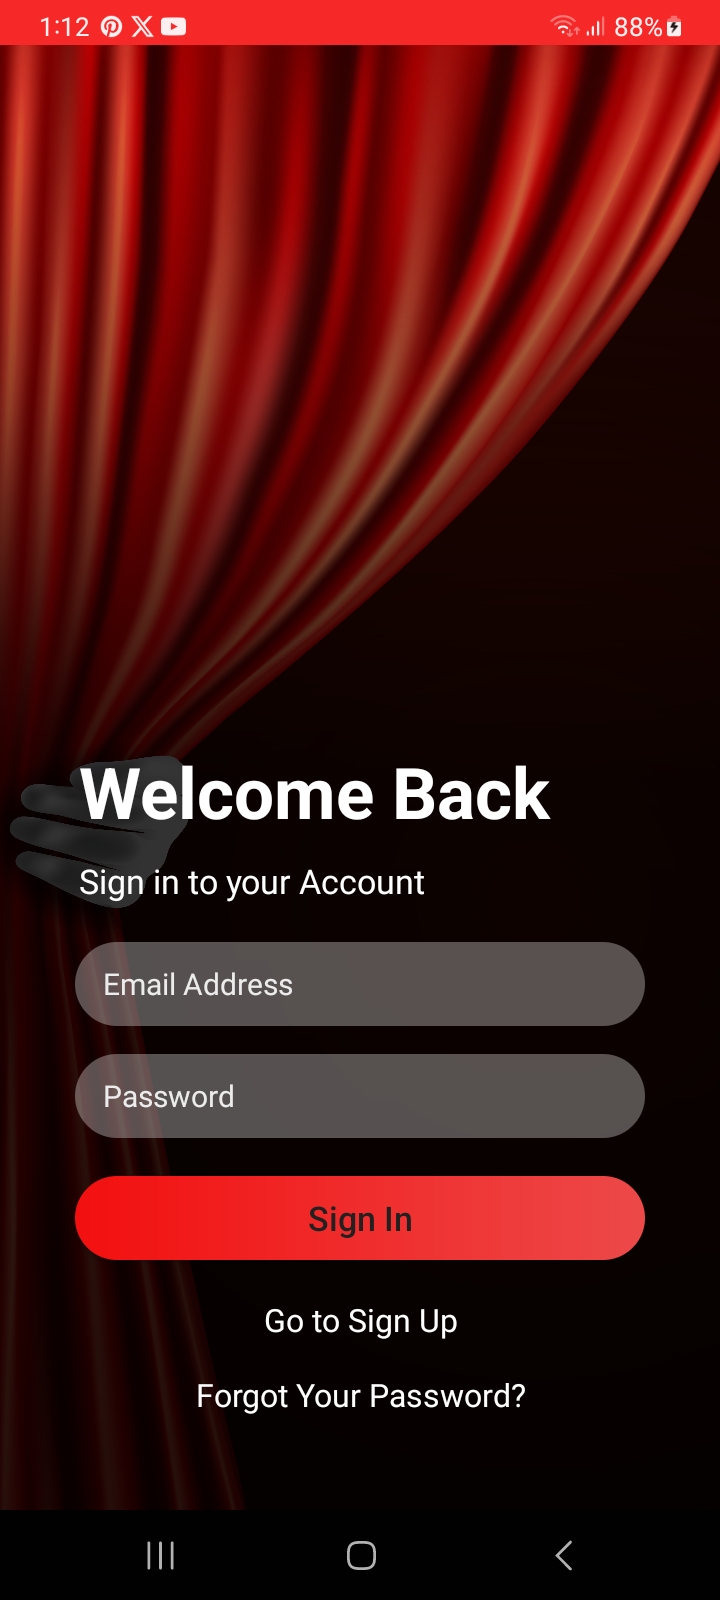 1:12 88%
Welcome Back
Sign in to your Account
Email Address
Password
Sign In
Go to Sign Up
Forgot Your Password?